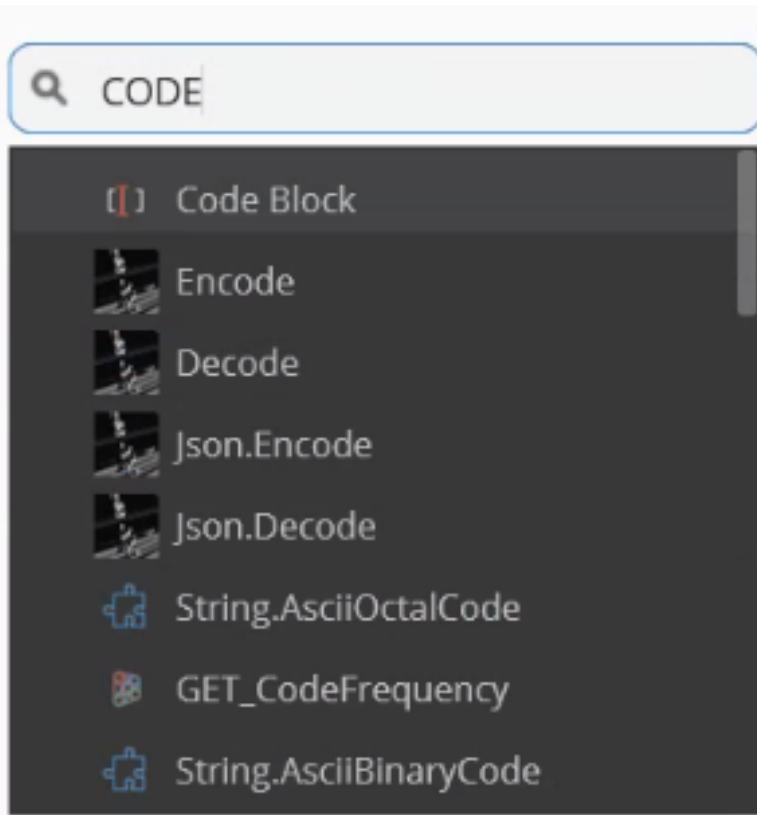 CODE
Code Block
Encode
Decode
Json.Encode
Json.Decode
String.AsciiOctalCode
GET_CodeFrequency
String.AsciiBinaryCode